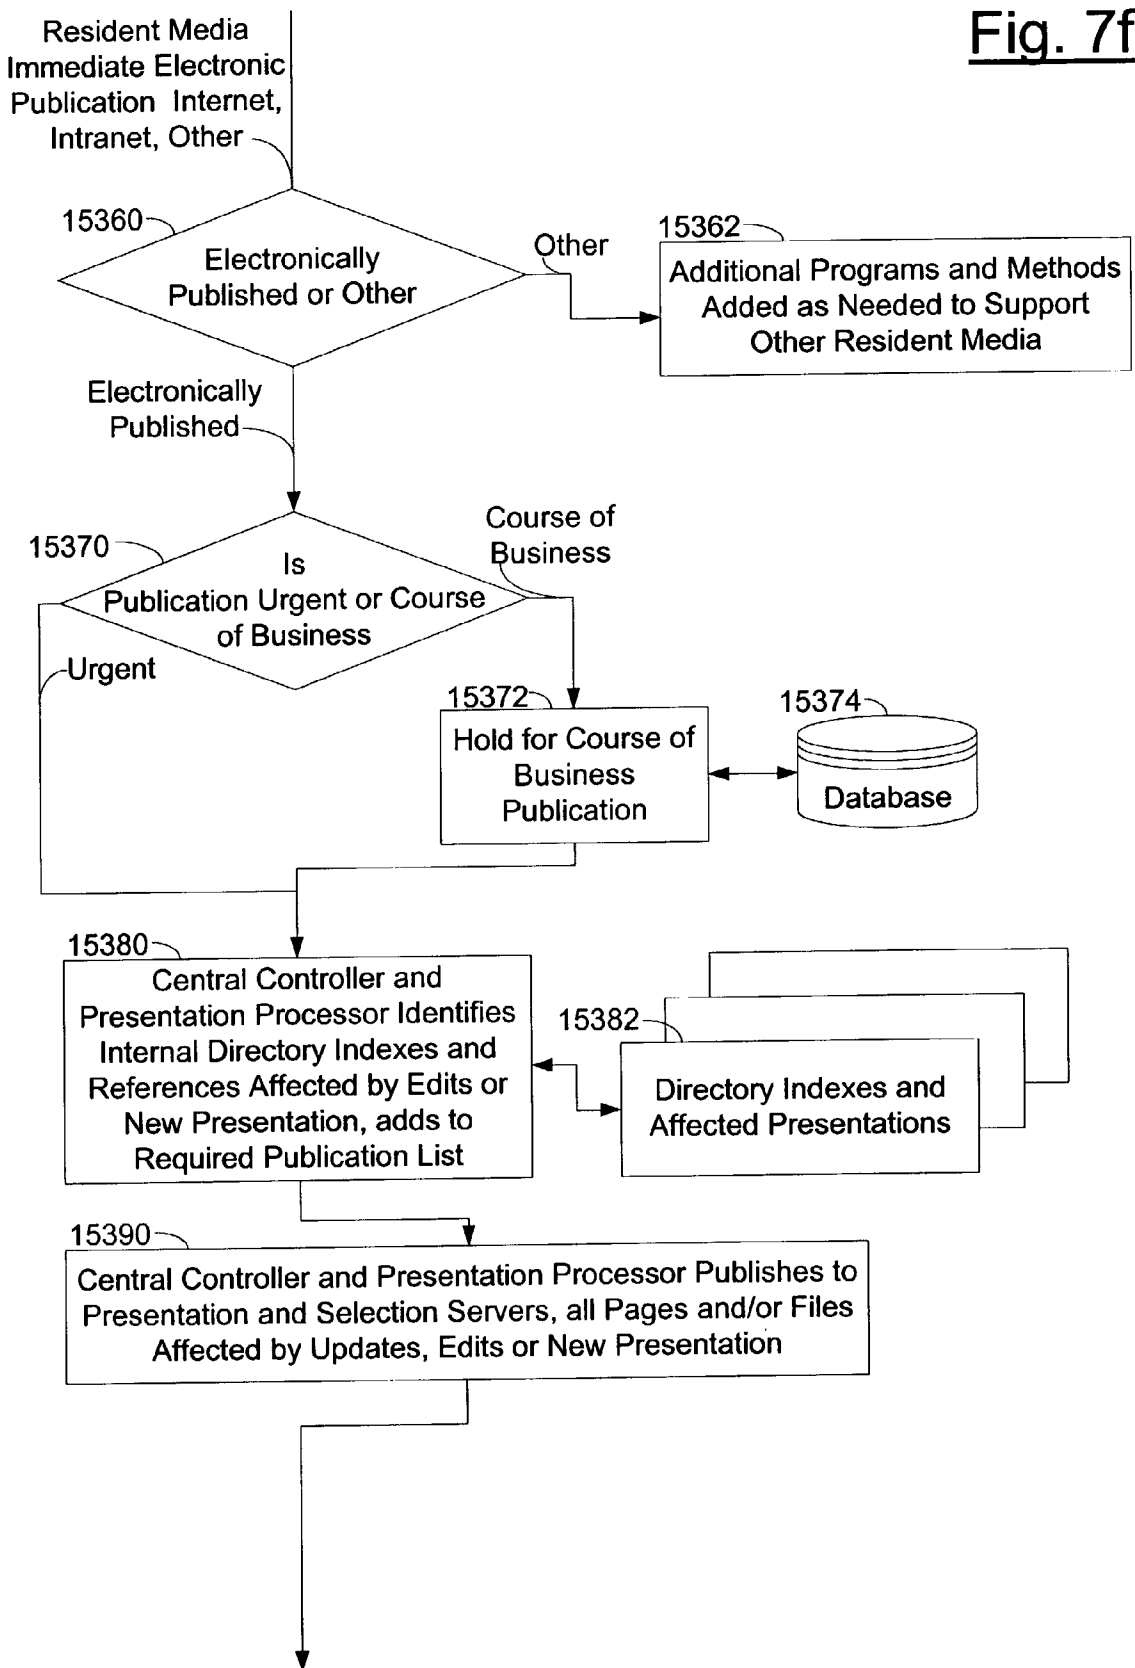 Fig. 7f
Resident Media
Immediate Electronic
Publication Internet,
Intranet, Other
15360
Electronically
Published or Other
Other
15362
Additional Programs and Methods
Added as Needed to Support
Other Resident Media
Electronically
Published
15370
Is
Publication Urgent or Course
of Business
Course of
Business
Urgent
15372
Hold for Course of
Business
Publication
15374
Database
15380
Central Controller and
Presentation Processor Identifies
Internal Directory Indexes and
References Affected by Edits or
New Presentation, adds to
Required Publication List
15382
Directory Indexes and
Affected Presentations
15390
Central Controller and Presentation Processor Publishes to
Presentation and Selection Servers, all Pages and/or Files
Affected by Updates, Edits or New Presentation